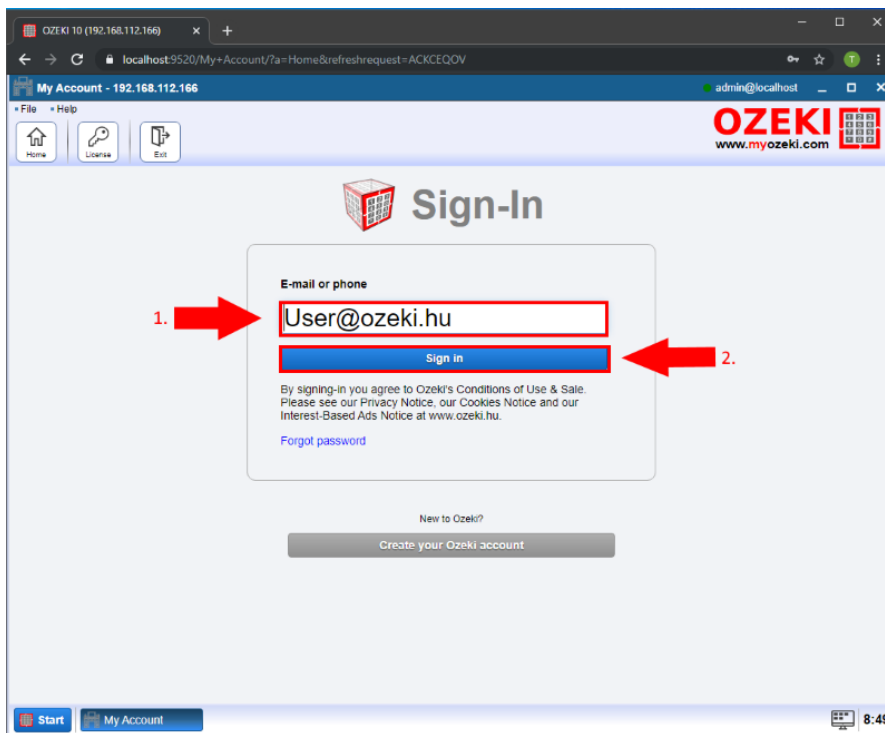 OZEKI 10 (192.168.112.166)
localhost:9520/My+Account/?a=Home&refreshrequest=ACKCEQOV
T
My Account - 192.168.112.166
admin@localhost
File Help
Home License Exit
OZEKI
www.myozeki.com
Sign-In
E-mail or phone
1. User@ozeki.hu
Sign in 2.
By signing-in you agree to Ozeki's Conditions of Use & Sale.
Please see our Privacy Notice, our Cookies Notice and our
Interest-Based Ads Notice at www.ozeki.hu.
Forgot password
New to Ozeki?
Create your Ozeki account
Start My Account 8:49